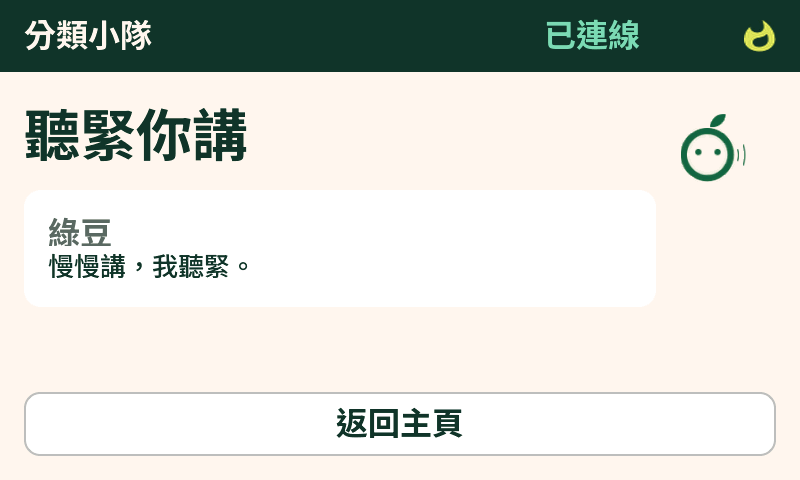 分類小隊
已連線
聽緊你講
綠豆
慢慢講，我聽緊。
返回主頁